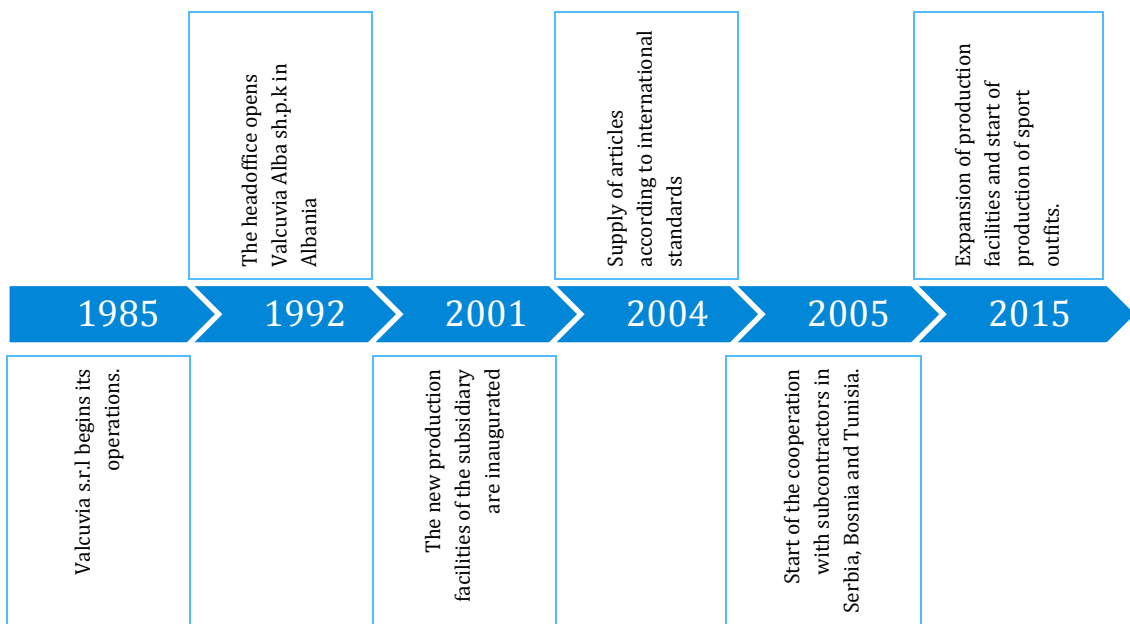 1985
Valcuvia s.r.l begins its
operations.
1992
The headoffice opens
Valcuvia Alba sh.p.k in
Albania
2001
The new production
facilities of the subsidiary
are inaugurated
2004
Supply of articles
according to international
standards
2005
Start of the cooperation
with subcontractors in
Serbia, Bosnia and Tunisia.
2015
Expansion of production
facilities and start of
production of sport
outfits.